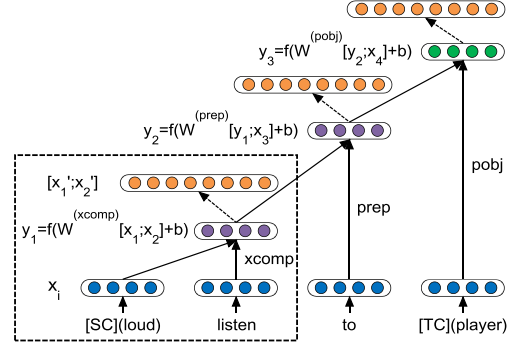 y₃=f(W⁽ᵖᵒᵇʲ⁾[y₂;x₄]+b)
y₂=f(W⁽ᵖʳᵉᵖ⁾[y₁;x₃]+b)
[x₁';x₂']
pobj
prep
y₁=f(W⁽ˣᶜᵒᵐᵖ⁾[x₁;x₂]+b)
xcomp
xᵢ
[SC](loud) listen to [TC](player)